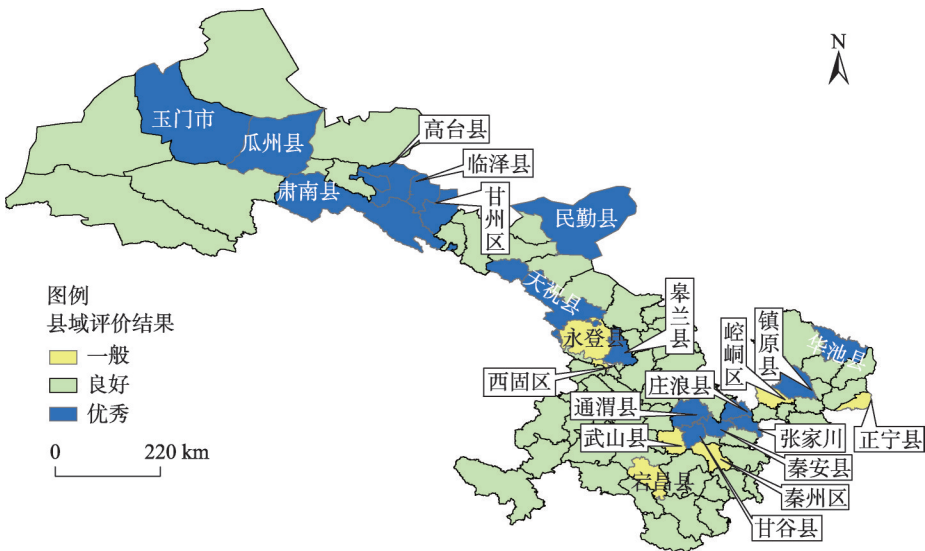 N
玉门市
瓜州县
高台县
临泽县
肃南县
甘州区
民勤县
天祝县
皋兰县
永登县
西固区
镇原县
崆峒区
华池县
庄浪县
通渭县
武山县
张家川
正宁县
秦安县
宕昌县
秦州区
甘谷县
图例
县域评价结果
一般
良好
优秀
0 220 km